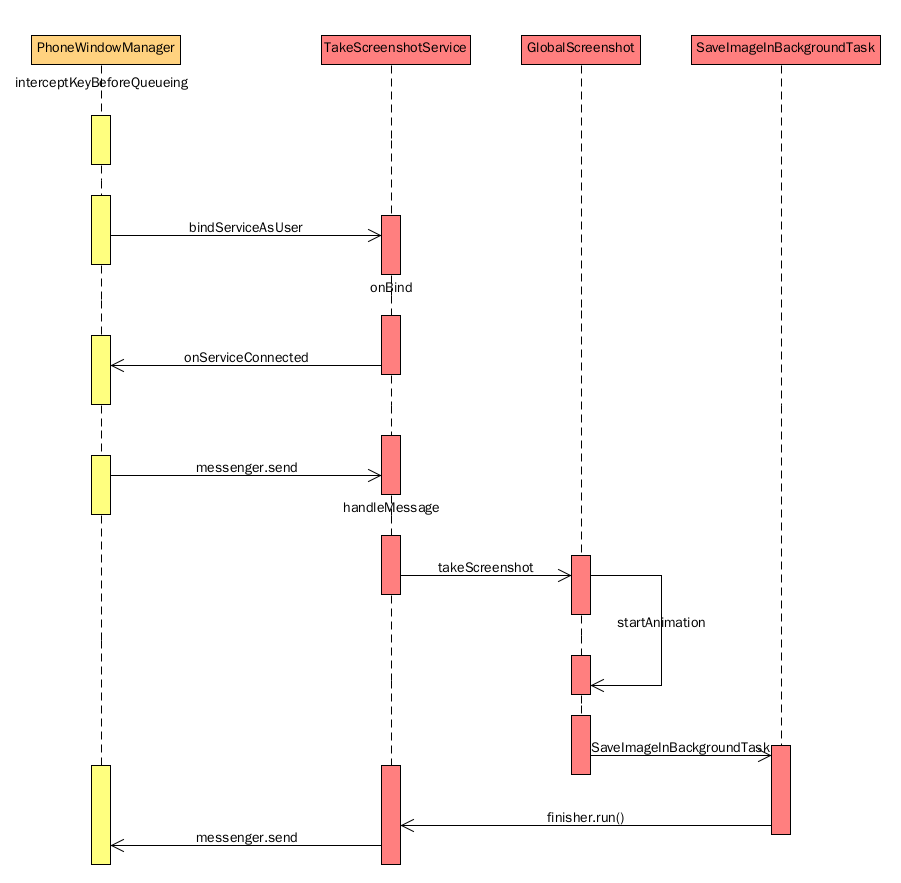 PhoneWindowManager
TakeScreenshotService
GlobalScreenshot
SaveImageInBackgroundTask
interceptKeyBeforeQueueing
bindServiceAsUser
onBind
onServiceConnected
messenger.send
handleMessage
takeScreenshot
startAnimation
SaveImageInBackgroundTask
finisher.run()
messenger.send